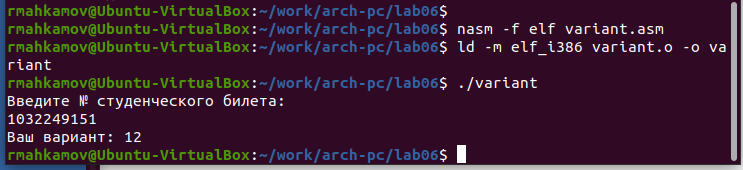 rmahkamov@Ubuntu-VirtualBox:~/work/arch-pc/lab06$
rmahkamov@Ubuntu-VirtualBox:~/work/arch-pc/lab06$ nasm -f elf variant.asm
rmahkamov@Ubuntu-VirtualBox:~/work/arch-pc/lab06$ ld -m elf_i386 variant.o -o va
riant
rmahkamov@Ubuntu-VirtualBox:~/work/arch-pc/lab06$ ./variant
Введите № студенческого билета:
1032249151
Ваш вариант: 12
rmahkamov@Ubuntu-VirtualBox:~/work/arch-pc/lab06$